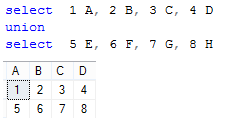 select 1 A, 2 B, 3 C, 4 D
union
select 5 E, 6 F, 7 G, 8 H
A B C D
1 2 3 4
5 6 7 8